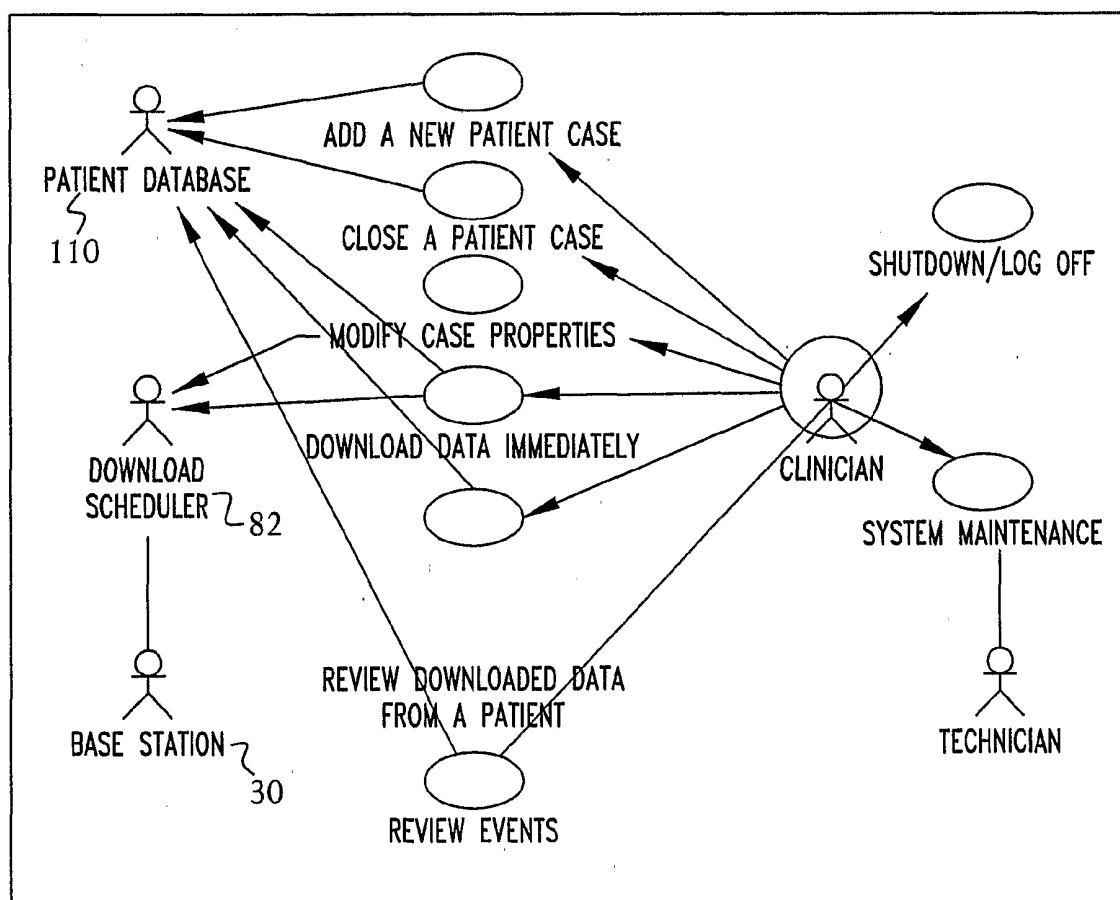 ADD A NEW PATIENT CASE
PATIENT DATABASE
110
CLOSE A PATIENT CASE
SHUTDOWN/LOG OFF
MODIFY CASE PROPERTIES
DOWNLOAD DATA IMMEDIATELY
CLINICIAN
DOWNLOAD
SCHEDULER
82
SYSTEM MAINTENANCE
REVIEW DOWNLOADED DATA
FROM A PATIENT
BASE STATION
30
TECHNICIAN
REVIEW EVENTS